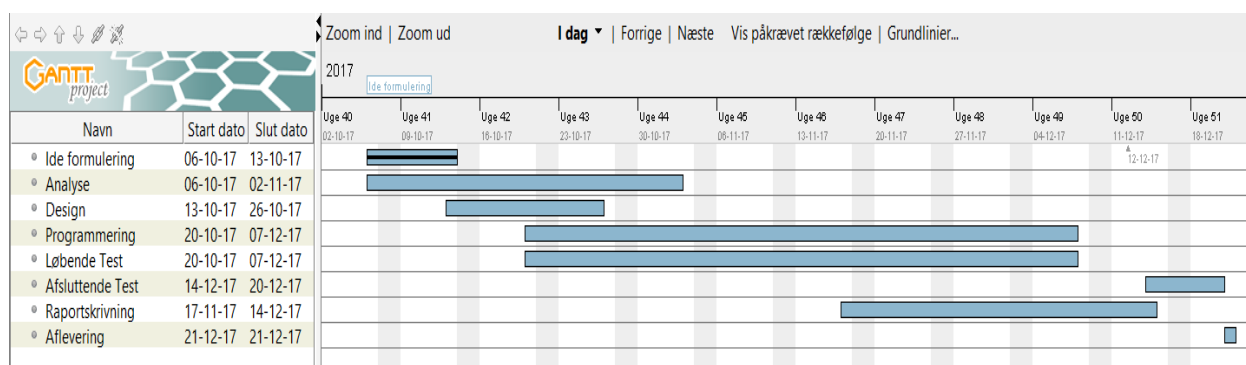 Zoom ind | Zoom ud I dag ▾ | Forrige | Næste Vis påkrævet rækkefølge | Grundlinier...
GANTT
project
2017
Ide formulering
Uge 40 Uge 41 Uge 42 Uge 43 Uge 44 Uge 45 Uge 46 Uge 47 Uge 48 Uge 49 Uge 50 Uge 51
02-10-17 09-10-17 16-10-17 23-10-17 30-10-17 06-11-17 13-11-17 20-11-17 27-11-17 04-12-17 11-12-17 18-12-17
Navn Start dato Slut dato
Ide formulering 06-10-17 13-10-17
12-12-17
Analyse 06-10-17 02-11-17
Design 13-10-17 26-10-17
Programmering 20-10-17 07-12-17
Løbende Test 20-10-17 07-12-17
Afsluttende Test 14-12-17 20-12-17
Raportskrivning 17-11-17 14-12-17
Aflevering 21-12-17 21-12-17